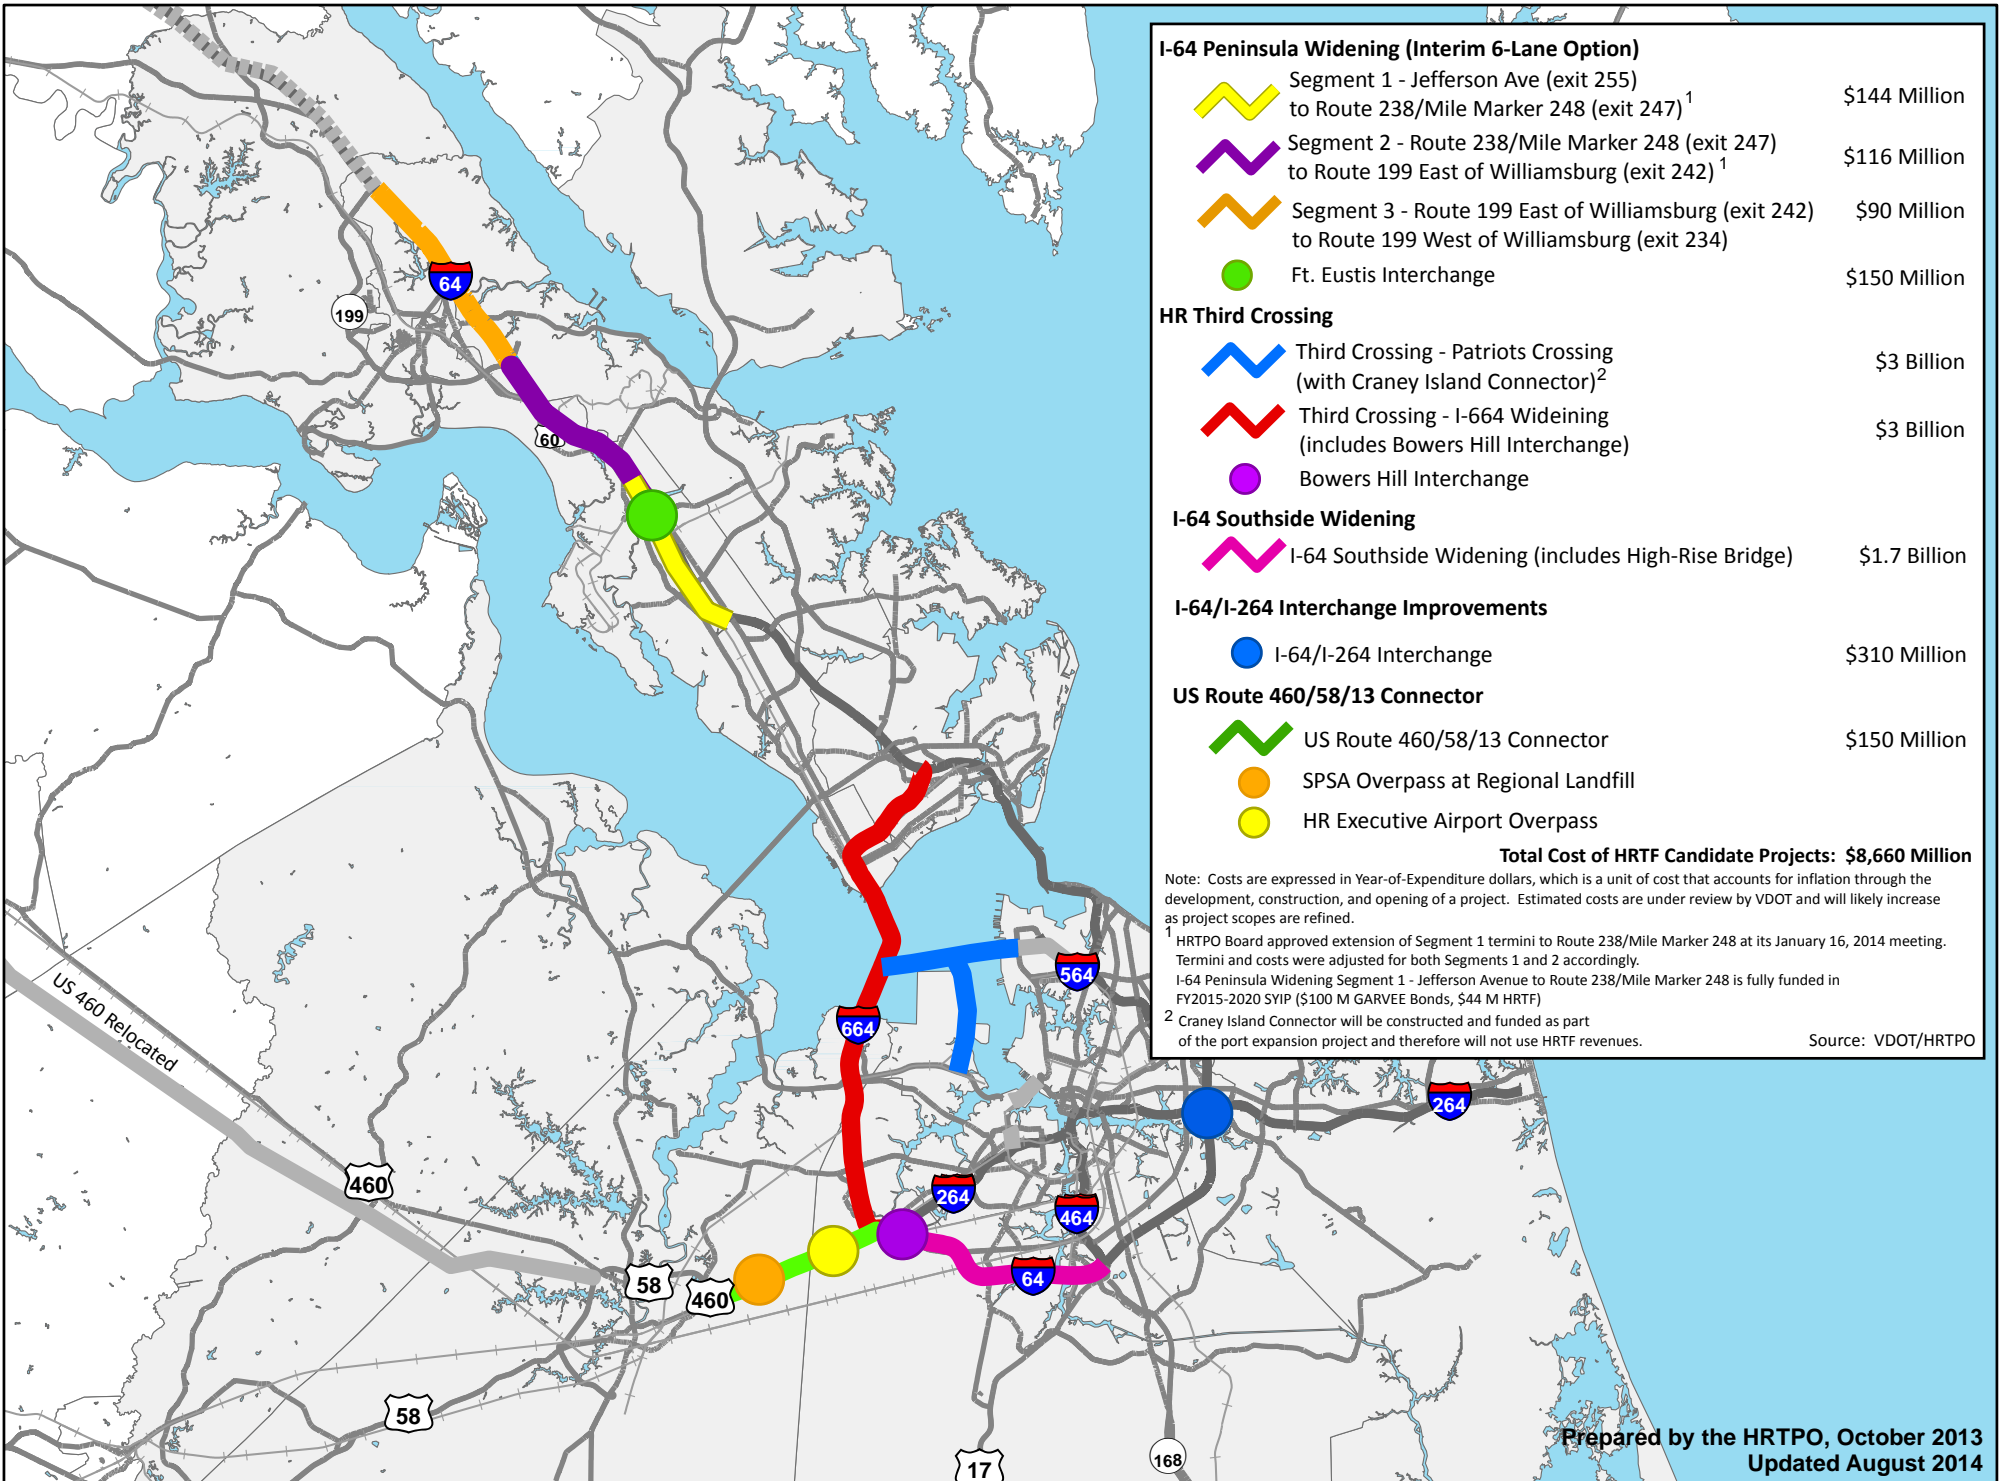 I-64 Peninsula Widening (Interim 6-Lane Option)
Segment 1 - Jefferson Ave (exit 255)
to Route 238/Mile Marker 248 (exit 247)1
$144 Million
Segment 2 - Route 238/Mile Marker 248 (exit 247)
to Route 199 East of Williamsburg (exit 242) 1
$116 Million
Segment 3 - Route 199 East of Williamsburg (exit 242)
to Route 199 West of Williamsburg (exit 234)
$90 Million
Ft. Eustis Interchange
$150 Million
HR Third Crossing
Third Crossing - Patriots Crossing
(with Craney Island Connector)2
$3 Billion
Third Crossing - I-664 Wideining
(includes Bowers Hill Interchange)
$3 Billion
Bowers Hill Interchange
I-64 Southside Widening
I-64 Southside Widening (includes High-Rise Bridge)
$1.7 Billion
I-64/I-264 Interchange Improvements
I-64/I-264 Interchange
$310 Million
US Route 460/58/13 Connector
US Route 460/58/13 Connector
$150 Million
SPSA Overpass at Regional Landfill
HR Executive Airport Overpass
Total Cost of HRTF Candidate Projects: $8,660 Million
Note: Costs are expressed in Year-of-Expenditure dollars, which is a unit of cost that accounts for inflation through the
development, construction, and opening of a project. Estimated costs are under review by VDOT and will likely increase
as project scopes are refined.
1 HRTPO Board approved extension of Segment 1 termini to Route 238/Mile Marker 248 at its January 16, 2014 meeting.
Termini and costs were adjusted for both Segments 1 and 2 accordingly.
I-64 Peninsula Widening Segment 1 - Jefferson Avenue to Route 238/Mile Marker 248 is fully funded in
FY2015-2020 SYIP ($100 M GARVEE Bonds, $44 M HRTF)
2 Craney Island Connector will be constructed and funded as part
of the port expansion project and therefore will not use HRTF revenues.
Source: VDOT/HRTPO
64
199
60
564
664
US 460 Relocated
264
460
264
464
58
460
64
58
17
168
Prepared by the HRTPO, October 2013
Updated August 2014